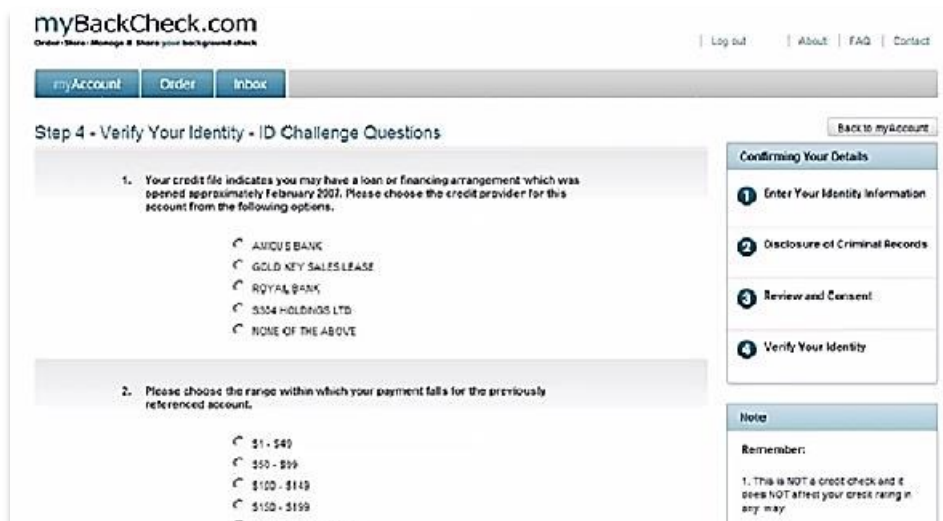 myBackCheck.com
Order · Store · Manage & Share your background check
| Log out | About | FAQ | Contact
myAccount Order Inbox
Step 4 - Verify Your Identity - ID Challenge Questions
Back to myAccount
1. Your credit file indicates you may have a loan or financing arrangement which was
opened approximately February 2007. Please choose the credit provider for this
account from the following options.
AMICUS BANK
GOLD KEY SALES LEASE
ROYAL BANK
HOLDINGS LTD
NONE OF THE ABOVE
2. Please choose the range within which your payment falls for the previously
referenced account.
$1 - $49
$50 - $99
$100 - $149
$150 - $199
Confirming Your Details
1 Enter Your Identity Information
2 Disclosure of Criminal Records
3 Review and Consent
4 Verify Your Identity
Note
Remember:
1. This is NOT a credit check and it
does NOT affect your credit rating in
any way.